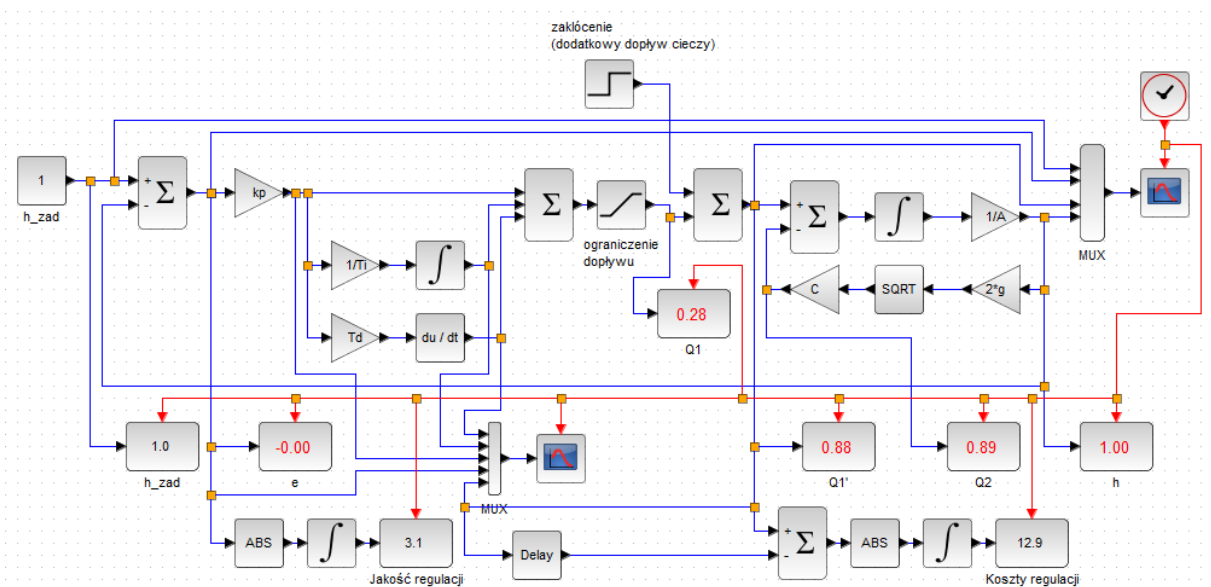 zaklócenie
(dodatkowy dopływ cieczy)
1
h_zad
+
-
Σ
kp
Σ
ograniczenie
dopływu
Σ
+
-
Σ
∫
1/A
MUX
1/Ti
∫
C
SQRT
2*g
0.28
Q1
Td
du / dt
1.0
h_zad
-0.00
e
MUX
0.88
Q1'
0.89
Q2
1.00
h
ABS
∫
3.1
Jakość regulacji
Delay
+
-
Σ
ABS
∫
12.9
Koszty regulacji